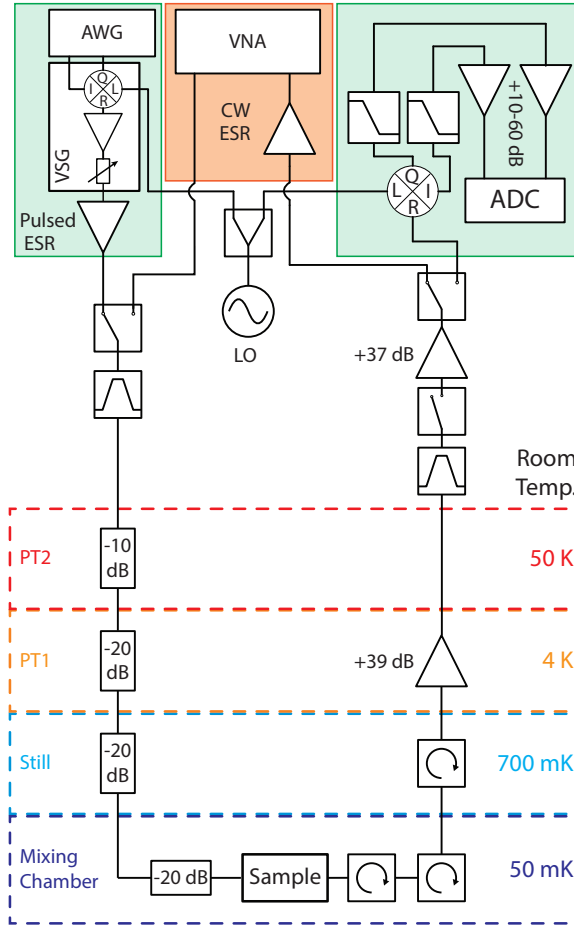 AWG
Q
I
L
R
VSG
Pulsed
ESR
VNA
CW
ESR
+10-60 dB
ADC
Q
L
I
R
LO
+37 dB
Room
Temp.
-10
dB
PT2
50 K
-20
dB
PT1
+39 dB
4 K
-20
dB
Still
700 mK
Mixing
Chamber
-20 dB
Sample
50 mK